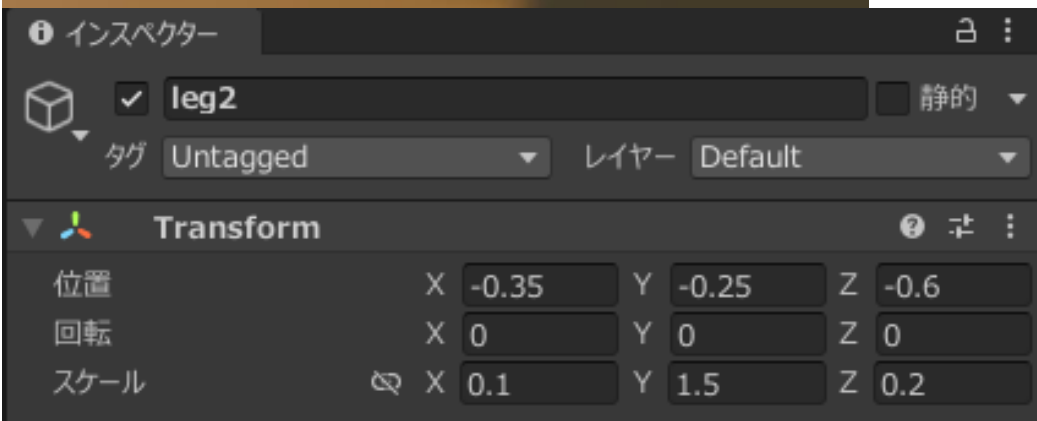 インスペクター
leg2 静的
タグ Untagged レイヤー Default
Transform
位置 X -0.35 Y -0.25 Z -0.6
回転 X 0 Y 0 Z 0
スケール X 0.1 Y 1.5 Z 0.2